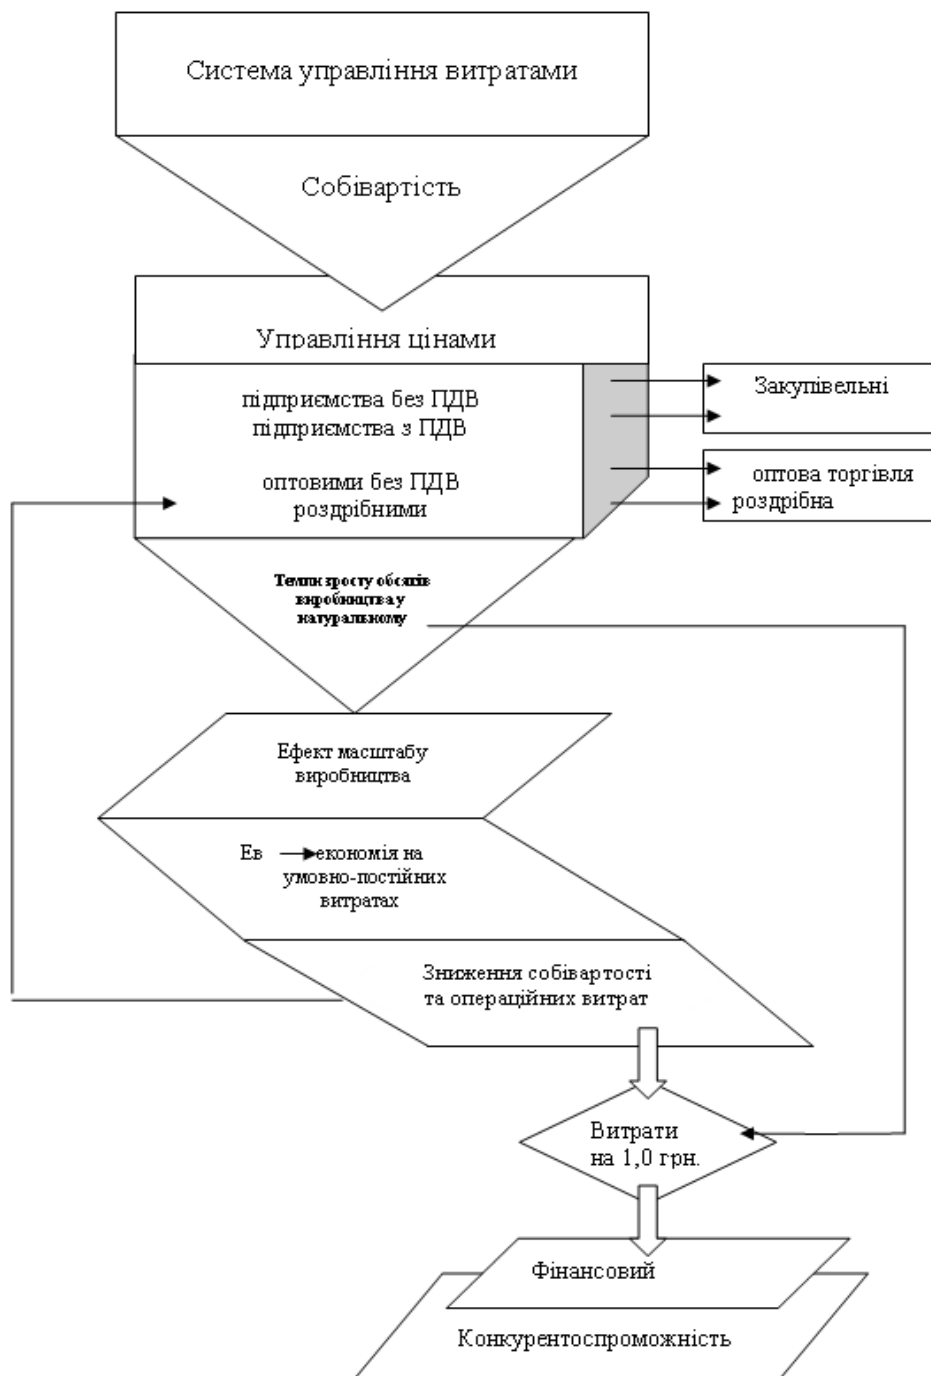 Система управління витратами
Собівартість
Управління цінами
підприємства без ПДВ
підприємства з ПДВ
оптовими без ПДВ
роздрібними
Закупівельні
оптова торгівля
роздрібна
Темпи зросту обсягів
виробництва у
натуральному
Ефект масштабу
виробництва
Ев економія на
умовно-постійних
витратах
Зниження собівартості
та операційних витрат
Витрати
на 1,0 грн.
Фінансовий
Конкурентоспроможність